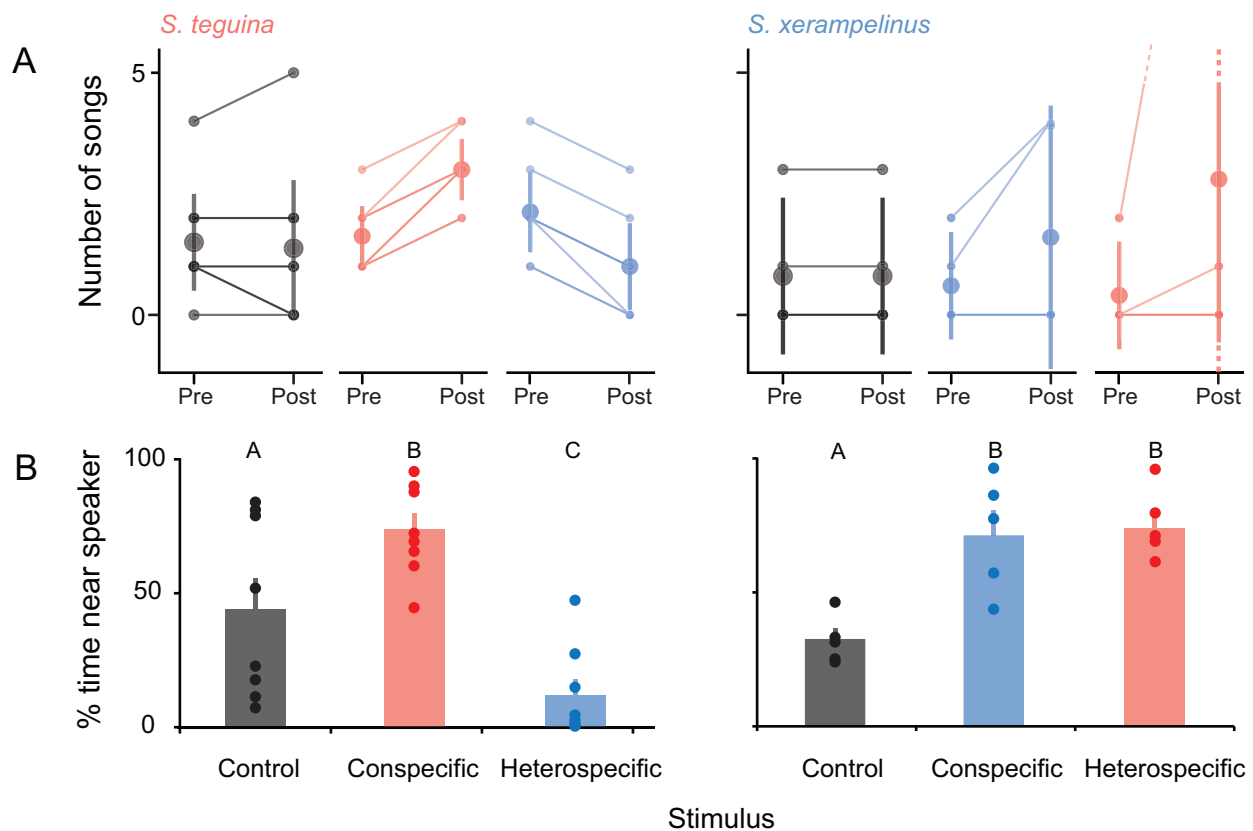 S. teguina
S. xerampelinus
A
Number of songs
5
0
Pre Post Pre Post Pre Post
Pre Post Pre Post Pre Post
B
% time near speaker
100
50
0
A B C
A B B
Control Conspecific Heterospecific
Control Conspecific Heterospecific
Stimulus